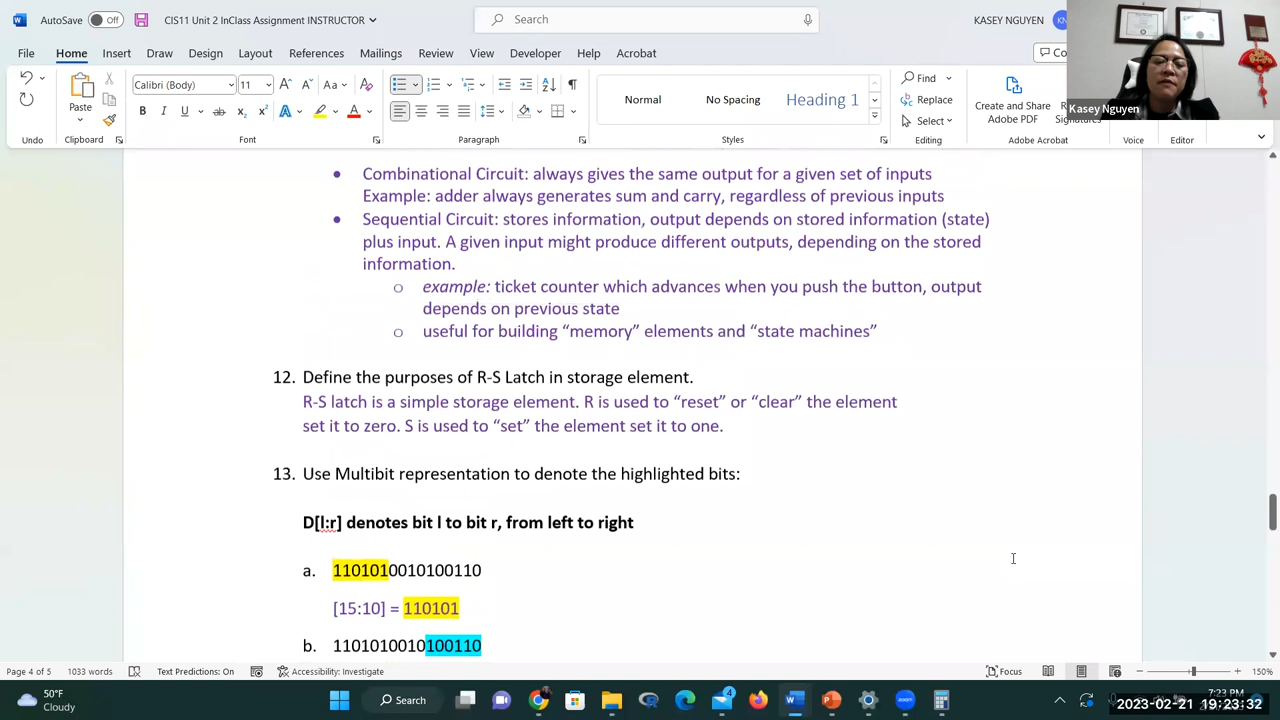 AutoSave Off CIS11 Unit 2 InClass Assignment INSTRUCTOR Search KASEY NGUYEN KN
File Home Insert Draw Design Layout References Mailings Review View Developer Help Acrobat Co
Paste Calibri (Body) 11 Aa Normal No Spacing Heading 1 Find Replace Select Create and Share Adobe PDF Signatures Kasey Nguyen
Undo Clipboard Font Paragraph Styles Editing Adobe Acrobat Voice Editor
• Combinational Circuit: always gives the same output for a given set of inputs
Example: adder always generates sum and carry, regardless of previous inputs
• Sequential Circuit: stores information, output depends on stored information (state)
plus input. A given input might produce different outputs, depending on the stored
information.
o example: ticket counter which advances when you push the button, output
depends on previous state
o useful for building “memory” elements and “state machines”
12. Define the purposes of R-S Latch in storage element.
R-S latch is a simple storage element. R is used to “reset” or “clear” the element
set it to zero. S is used to “set” the element set it to one.
13. Use Multibit representation to denote the highlighted bits:
D[l:r] denotes bit l to bit r, from left to right
a. 1101010010100110
[15:10] = 110101
b. 1101010010100110
Page 4 of 5 1033 words Text Predictions: On Accessibility: Investigate Focus 150%
50°F
Cloudy
Search
4
7:23 PM
2023-02-21 19:23:32